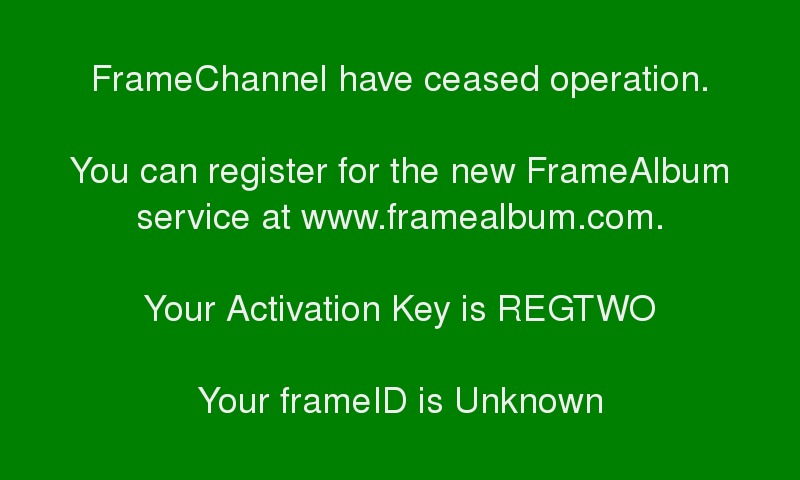 FrameChannel have ceased operation.
You can register for the new FrameAlbum
service at www.framealbum.com.
Your Activation Key is REGTWO
Your frameID is Unknown